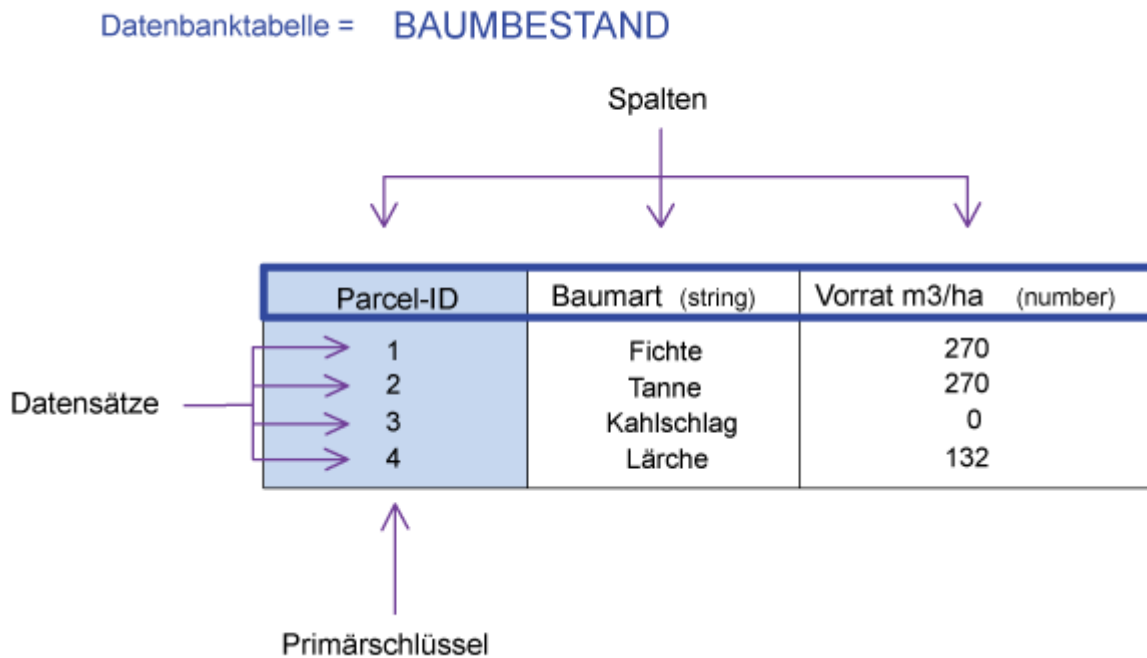 Datenbanktabelle = BAUMBESTAND
Spalten
Parcel-ID Baumart (string) Vorrat m3/ha (number)
1 Fichte 270
2 Tanne 270
Datensätze
3 Kahlschlag 0
4 Lärche 132
Primärschlüssel